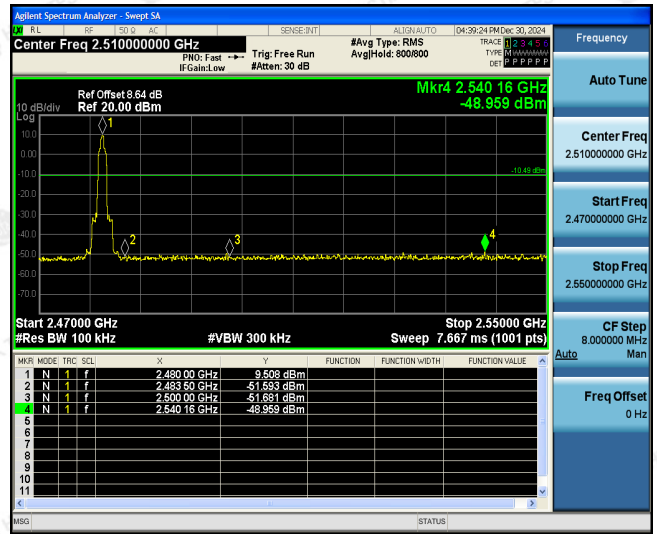 Agilent Spectrum Analyzer - Swept SA
LXI RL RF 50 Ω AC SENSE:INT ALIGN AUTO 04:39:24 PM Dec 30, 2024
Center Freq 2.510000000 GHz
PNO: Fast
IFGain:Low
Trig: Free Run
#Atten: 30 dB
#Avg Type: RMS
Avg|Hold: 800/800
TRACE 1 2 3 4 5 6
TYPE M
DET P P P P P P
Mkr4 2.540 16 GHz
-48.959 dBm
Ref Offset 8.64 dB
Ref 20.00 dBm
10 dB/div
Log
10.0
0.00
-10.0
-20.0
-30.0
-40.0
-50.0
-60.0
-70.0
1
2
3
4
-10.49 dBm
Start 2.47000 GHz
Stop 2.55000 GHz
#Res BW 100 kHz
#VBW 300 kHz
Sweep 7.667 ms (1001 pts)
MKR MODE TRC SCL X Y FUNCTION FUNCTION WIDTH FUNCTION VALUE
1 N 1 f 2.480 00 GHz 9.508 dBm
2 N 1 f 2.483 50 GHz -51.593 dBm
3 N 1 f 2.500 00 GHz -51.681 dBm
4 N 1 f 2.540 16 GHz -48.959 dBm
5
6
7
8
9
10
11
MSG
STATUS
Frequency
Auto Tune
Center Freq
2.510000000 GHz
Start Freq
2.470000000 GHz
Stop Freq
2.550000000 GHz
CF Step
8.000000 MHz
Auto Man
Freq Offset
0 Hz